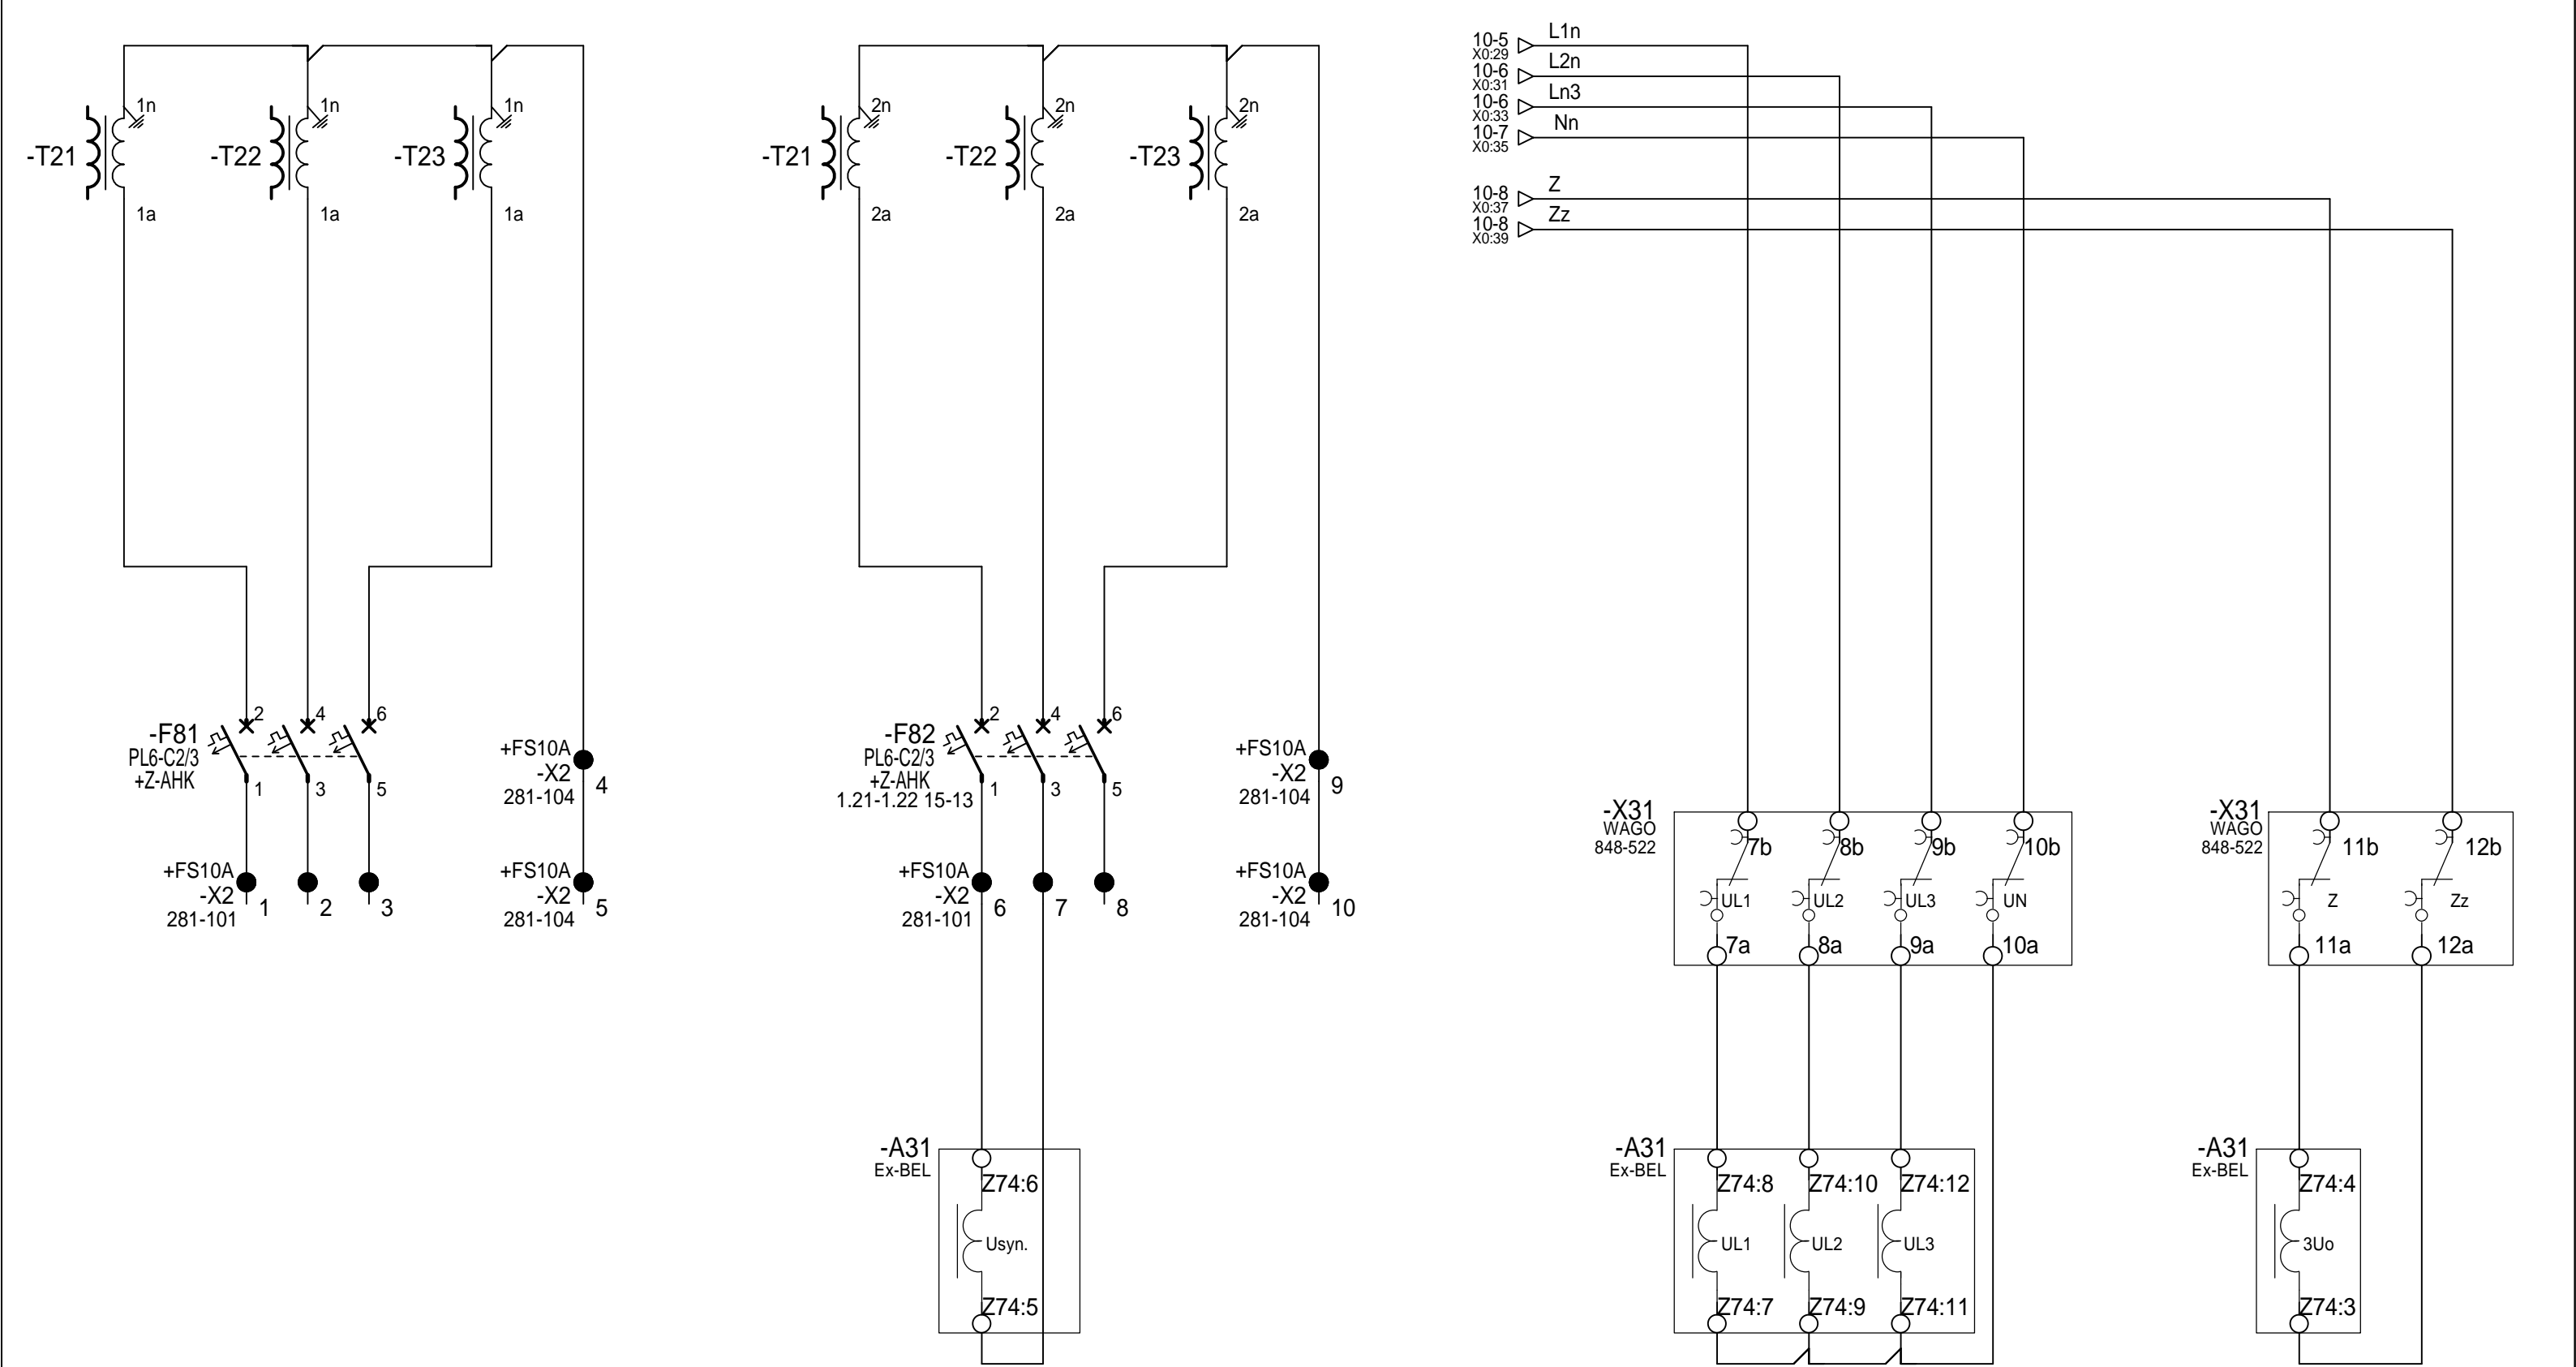 1n
-T21
1a
1n
-T22
1a
1n
-T23
1a
-F81
PL6-C2/3
+Z-AHK
2
4
6
1
3
5
+FS10A
-X2
281-104
4
+FS10A
-X2
281-101
1
2
3
+FS10A
-X2
281-104
5
2n
-T21
2a
2n
-T22
2a
2n
-T23
2a
-F82
PL6-C2/3
+Z-AHK
1.21-1.22 15-13
2
4
6
1
3
5
+FS10A
-X2
281-104
9
+FS10A
-X2
281-101
6
7
8
+FS10A
-X2
281-104
10
-A31
Ex-BEL
Z74:6
Usyn.
Z74:5
10-5
X0:29
L1n
10-6
X0:31
L2n
10-6
X0:33
Ln3
10-7
X0:35
Nn
10-8
X0:37
Z
10-8
X0:39
Zz
-X31
WAGO
848-522
7b
8b
9b
10b
UL1
UL2
UL3
UN
7a
8a
9a
10a
-X31
WAGO
848-522
11b
12b
Z
Zz
11a
12a
-A31
Ex-BEL
Z74:8
Z74:10
Z74:12
UL1
UL2
UL3
Z74:7
Z74:9
Z74:11
-A31
Ex-BEL
Z74:4
3Uo
Z74:3